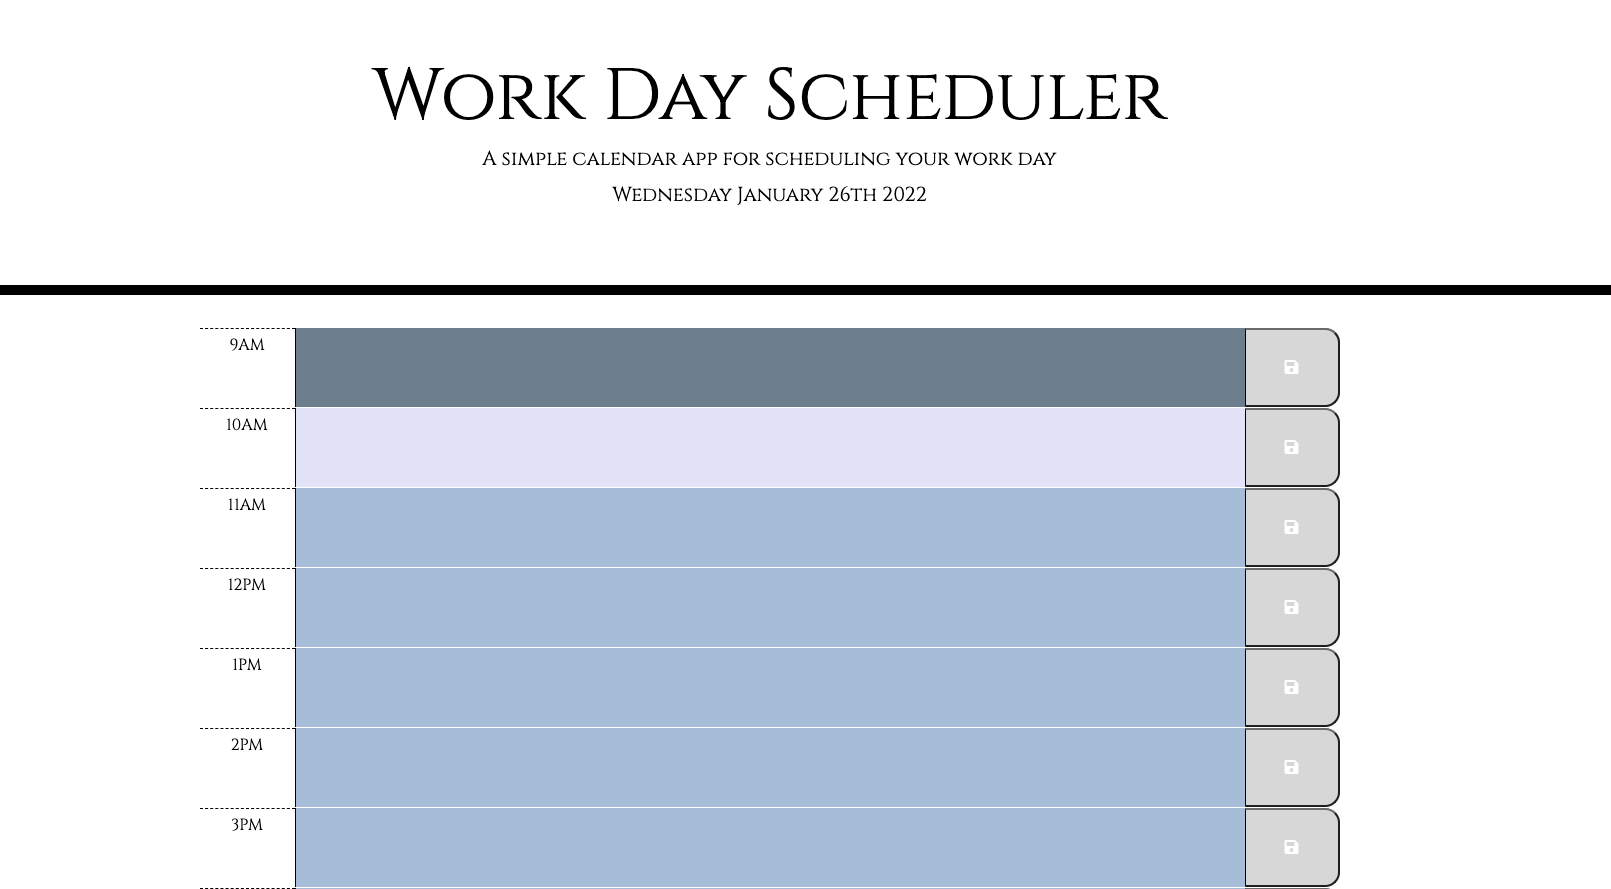 Work Day Scheduler
A simple calendar app for scheduling your work day
Wednesday January 26th 2022
9AM
10AM
11AM
12PM
1PM
2PM
3PM